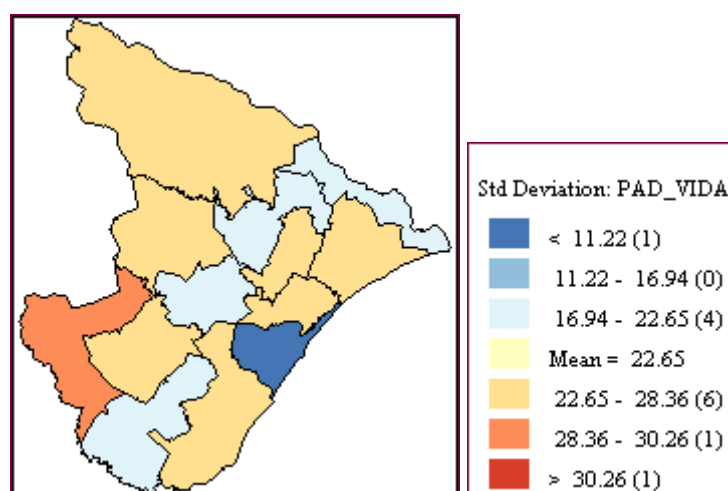 Std Deviation: PAD_VIDA
< 11.22 (1)
11.22 - 16.94 (0)
16.94 - 22.65 (4)
Mean = 22.65
22.65 - 28.36 (6)
28.36 - 30.26 (1)
> 30.26 (1)